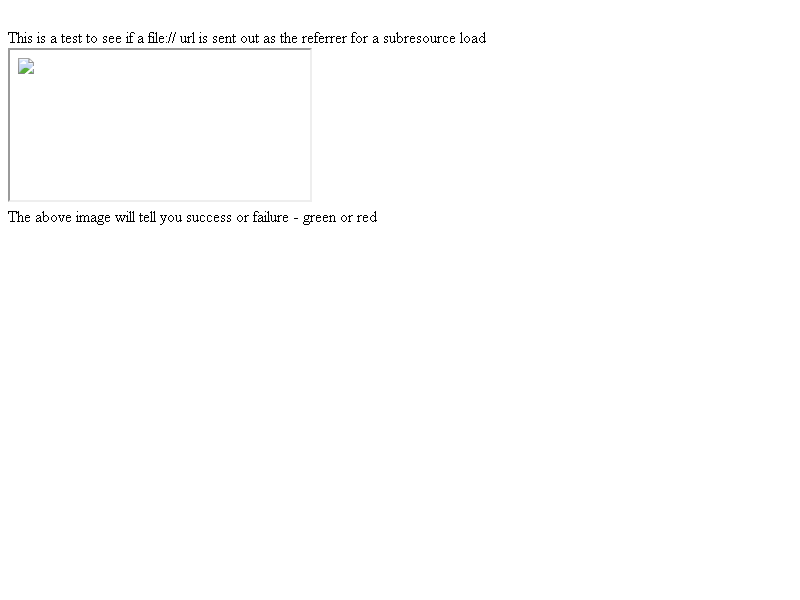 This is a test to see if a file:// url is sent out as the referrer for a subresource load
The above image will tell you success or failure - green or red